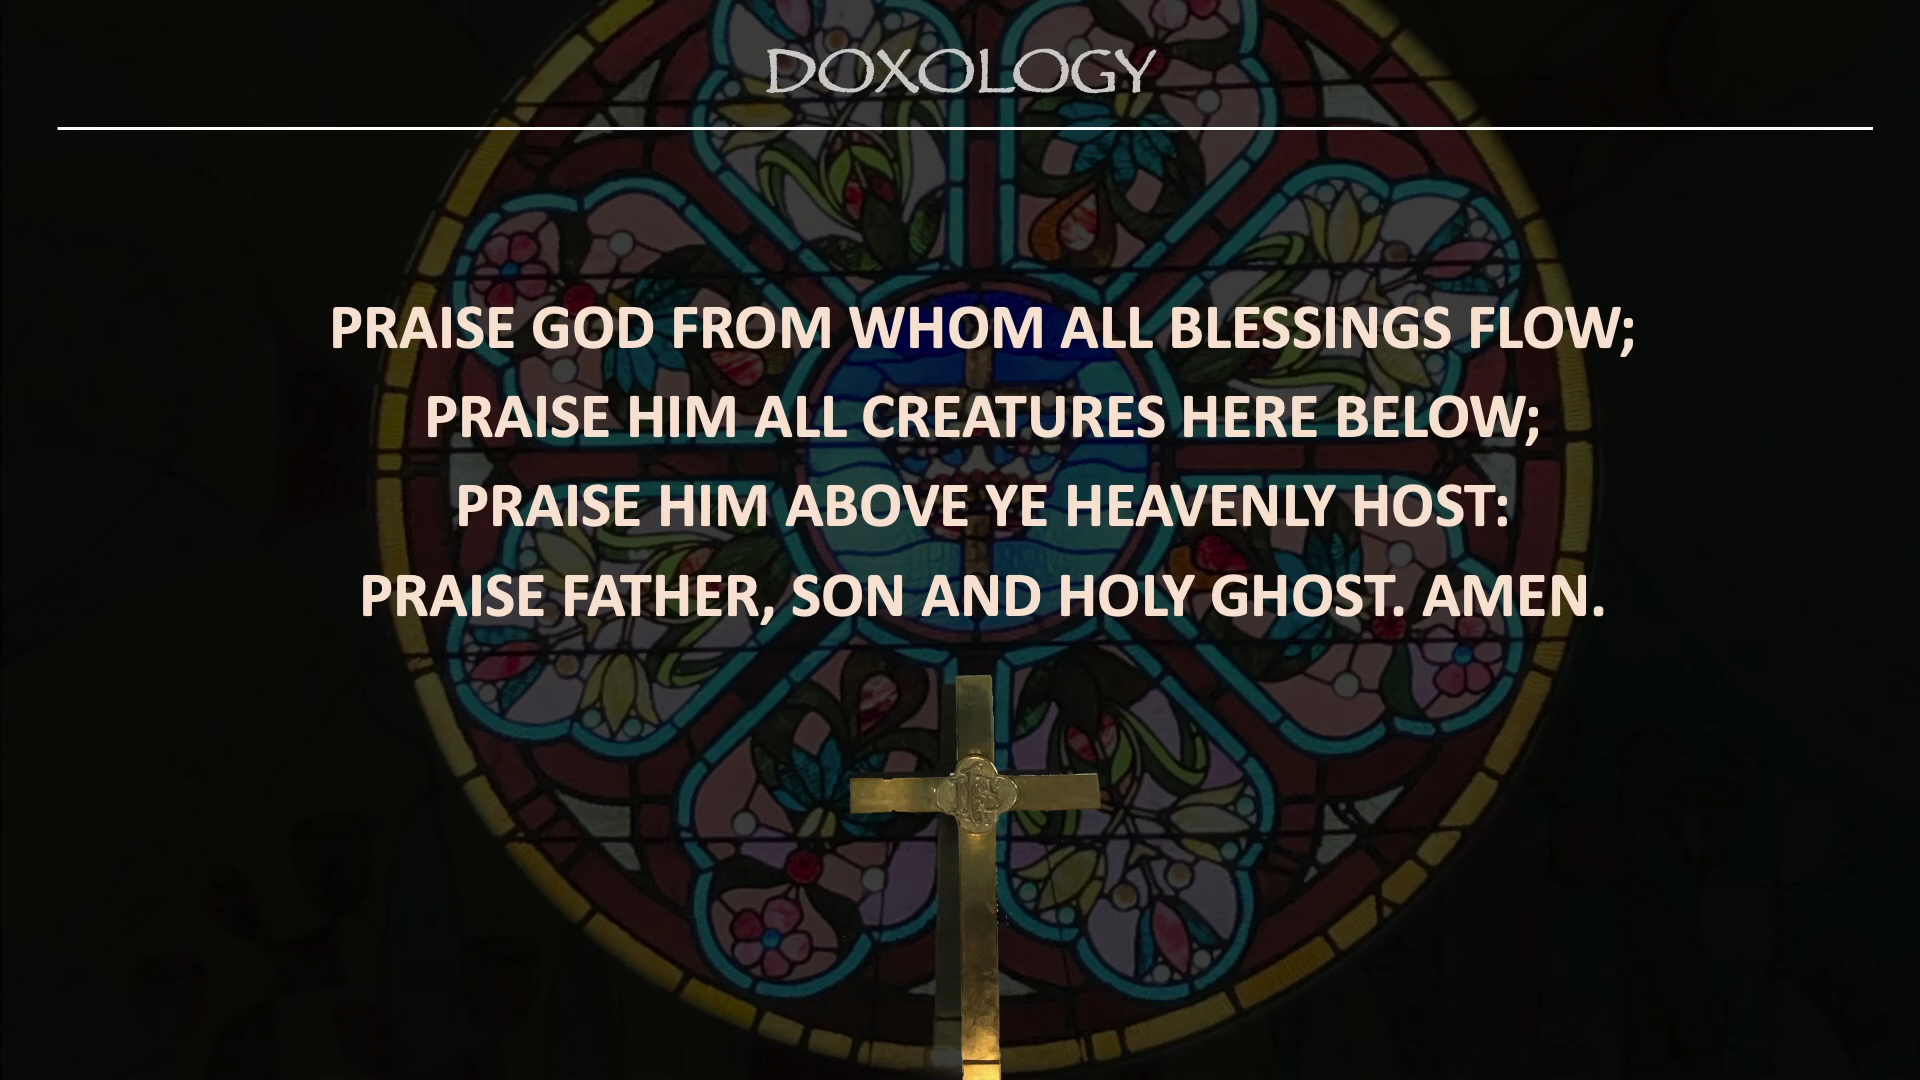 DOXOLOGY
PRAISE GOD FROM WHOM ALL BLESSINGS FLOW;
PRAISE HIM ALL CREATURES HERE BELOW;
PRAISE HIM ABOVE YE HEAVENLY HOST:
PRAISE FATHER, SON AND HOLY GHOST. AMEN.